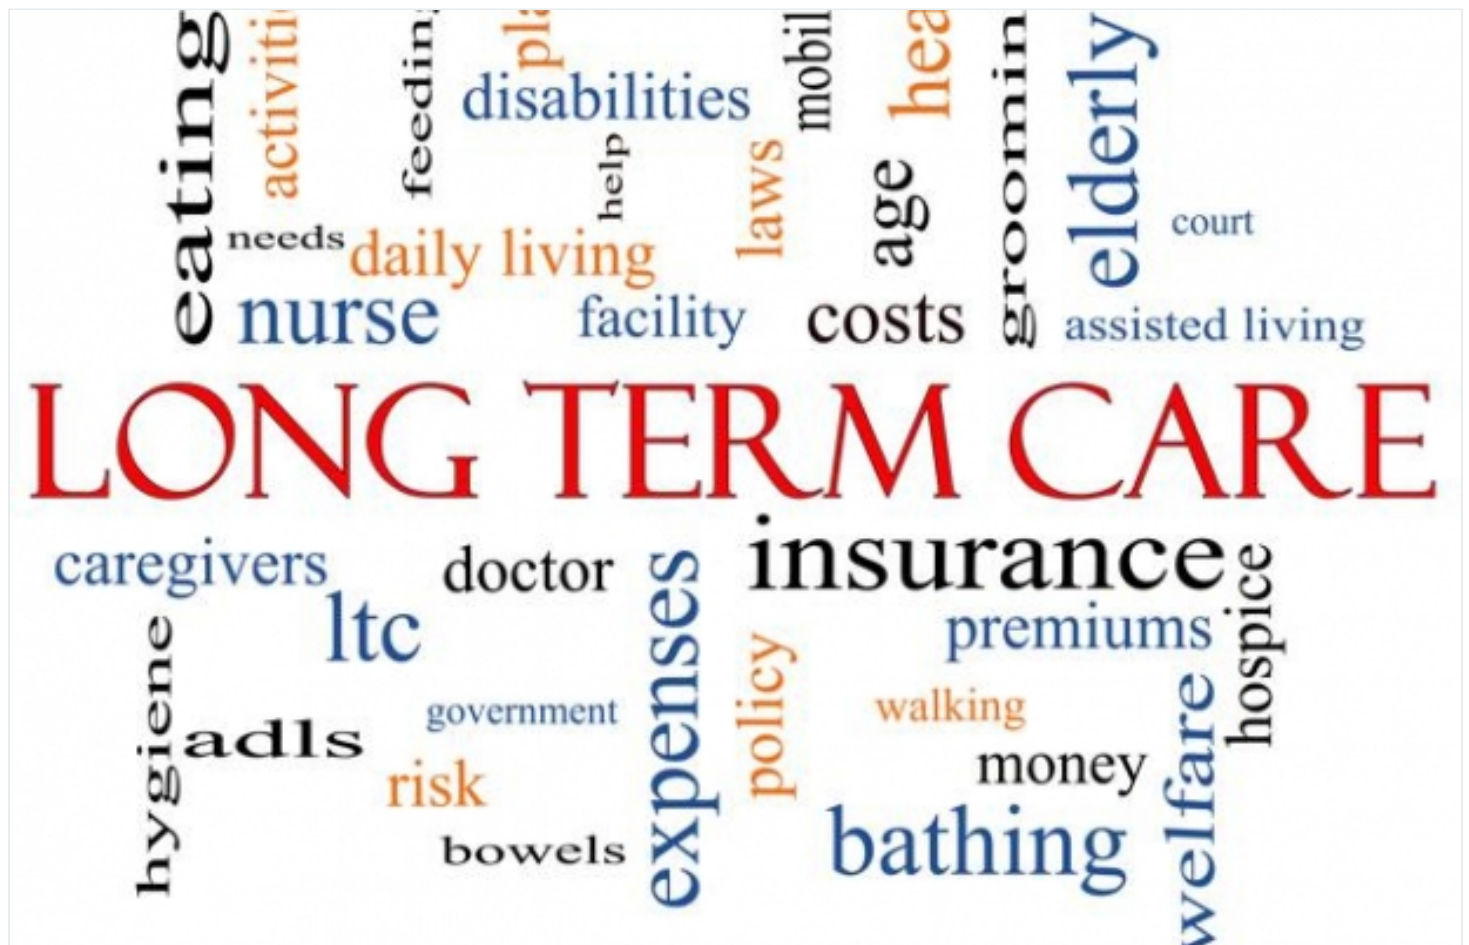 eating
activiti
feedin
pla
disabilities
mobil
hea
groomin
elderly
help
laws
age
court
needs
daily living
nurse
facility
costs
assisted living
LONG TERM CARE
caregivers
doctor
insurance
ltc
expenses
premiums
hospice
hygiene
adls
government
policy
walking
risk
money
welfare
bowels
bathing